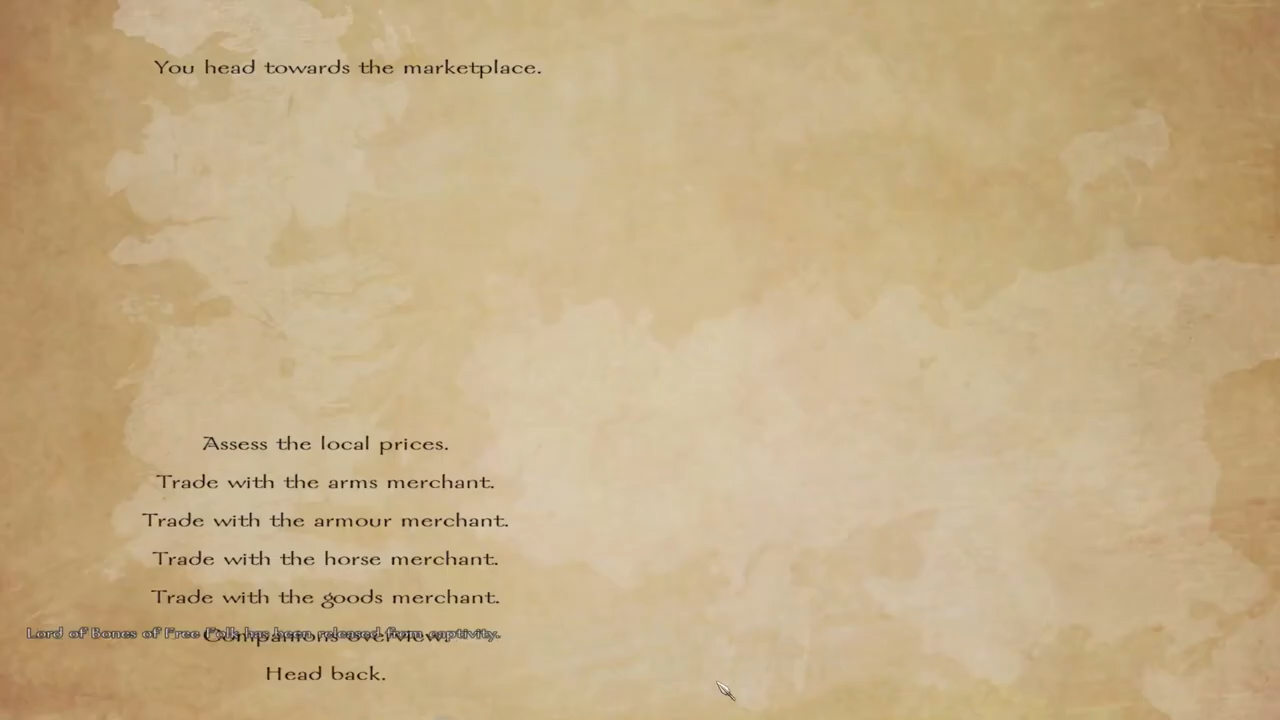 You head towards the marketplace.
Assess the local prices.
Trade with the arms merchant.
Trade with the armour merchant.
Trade with the horse merchant.
Trade with the goods merchant.
Lord of Bones of Free Folk has been released from captivity.
Companions overview.
Head back.